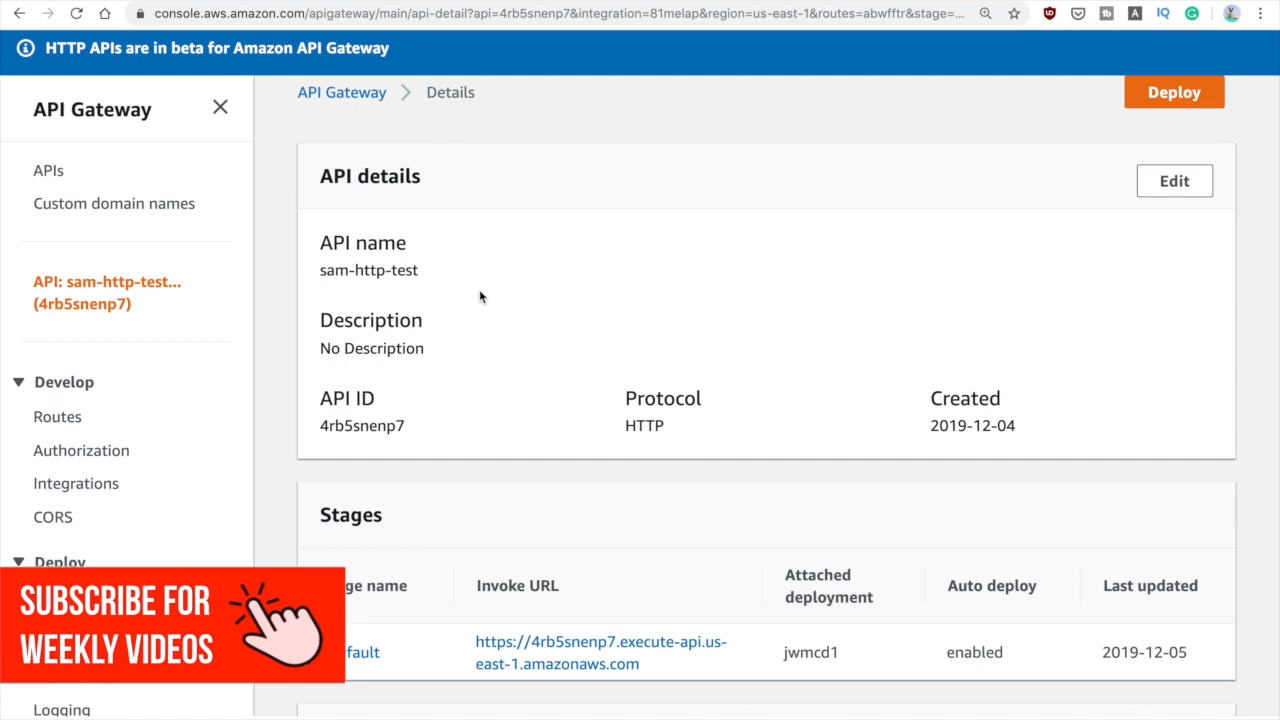 console.aws.amazon.com/apigateway/main/api-detail?api=4rb5snenp7&integration=81melap&region=us-east-1&routes=abwfftr&stage=...
HTTP APIs are in beta for Amazon API Gateway
API Gateway
APIs
Custom domain names
API: sam-http-test...
(4rb5snenp7)
Develop
Routes
Authorization
Integrations
CORS
Deploy
SUBSCRIBE FOR
WEEKLY VIDEOS
Logging
API Gateway > Details
Deploy
API details
Edit
API name
sam-http-test
Description
No Description
API ID
4rb5snenp7
Protocol
HTTP
Created
2019-12-04
Stages
ge name
Invoke URL
Attached
deployment
Auto deploy
Last updated
fault
https://4rb5snenp7.execute-api.us-
east-1.amazonaws.com
jwmcd1
enabled
2019-12-05